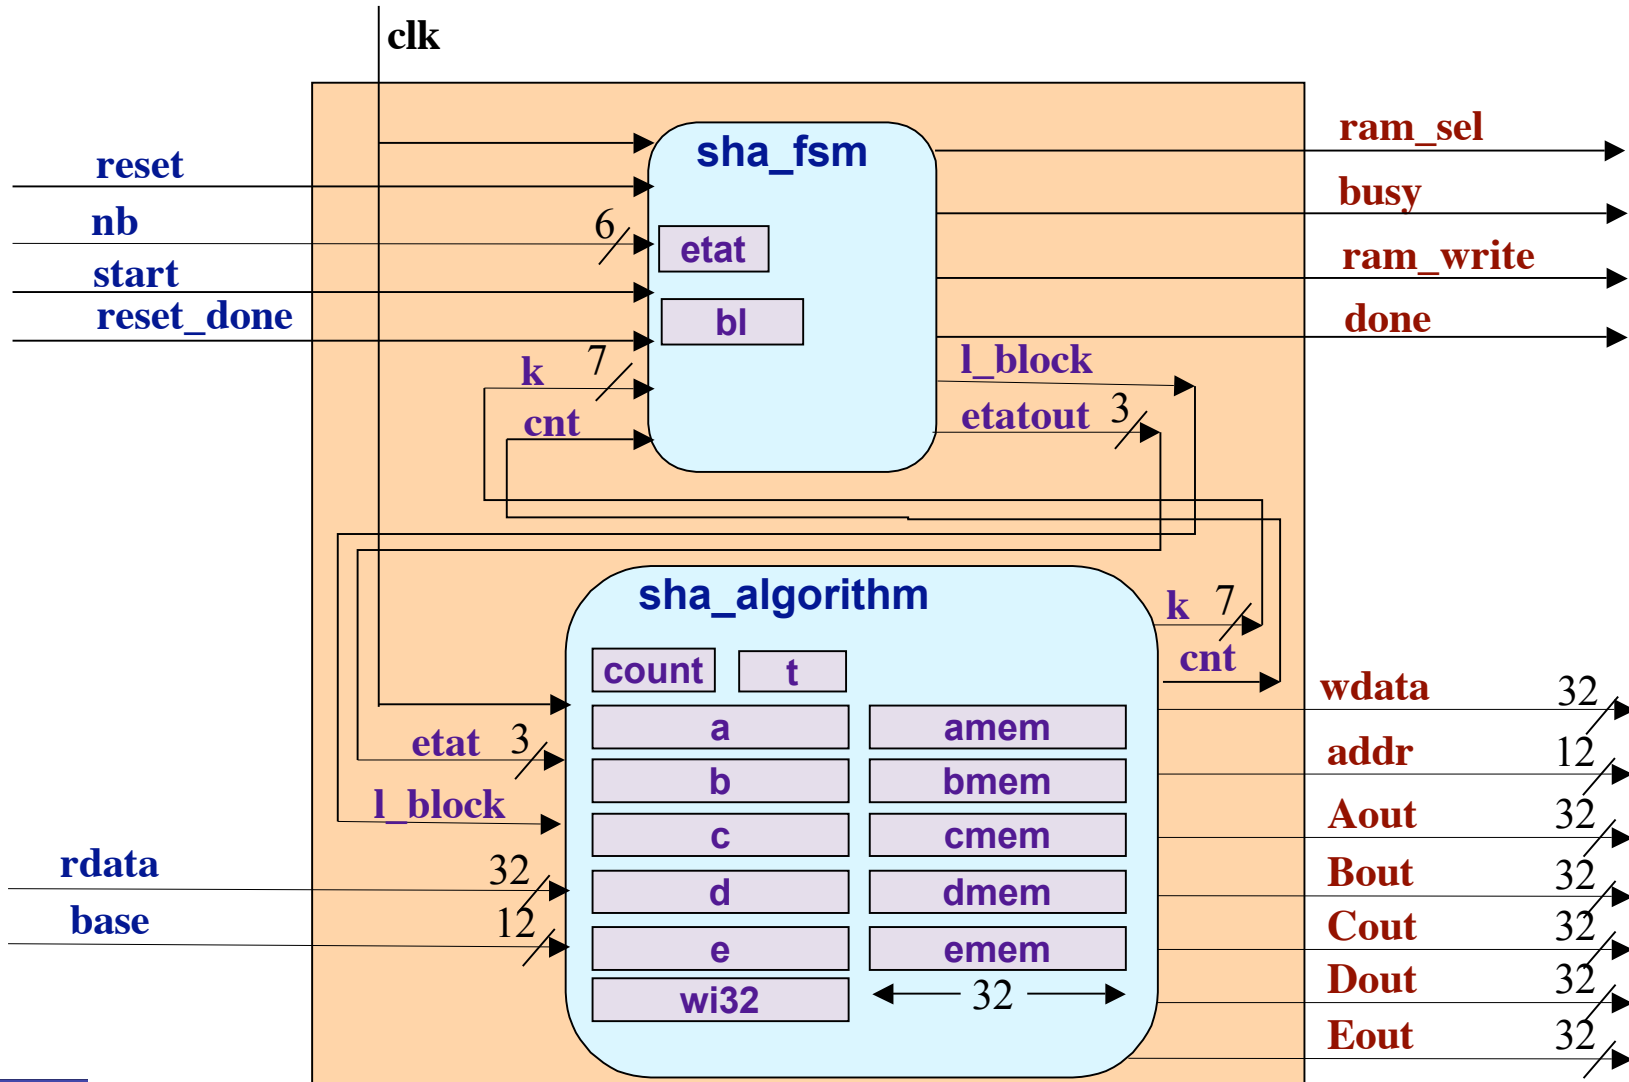 clk
sha_fsm
ram_sel
reset
busy
nb
6
etat
ram_write
start
reset_done
bl
done
k
7
l_block
cnt
etatout
3
sha_algorithm
k
7
count
t
cnt
wdata
32
a
amem
etat
3
addr
12
b
bmem
l_block
c
cmem
Aout
32
rdata
32
d
dmem
Bout
32
base
12
e
emem
Cout
32
wi32
32
Dout
32
Eout
32